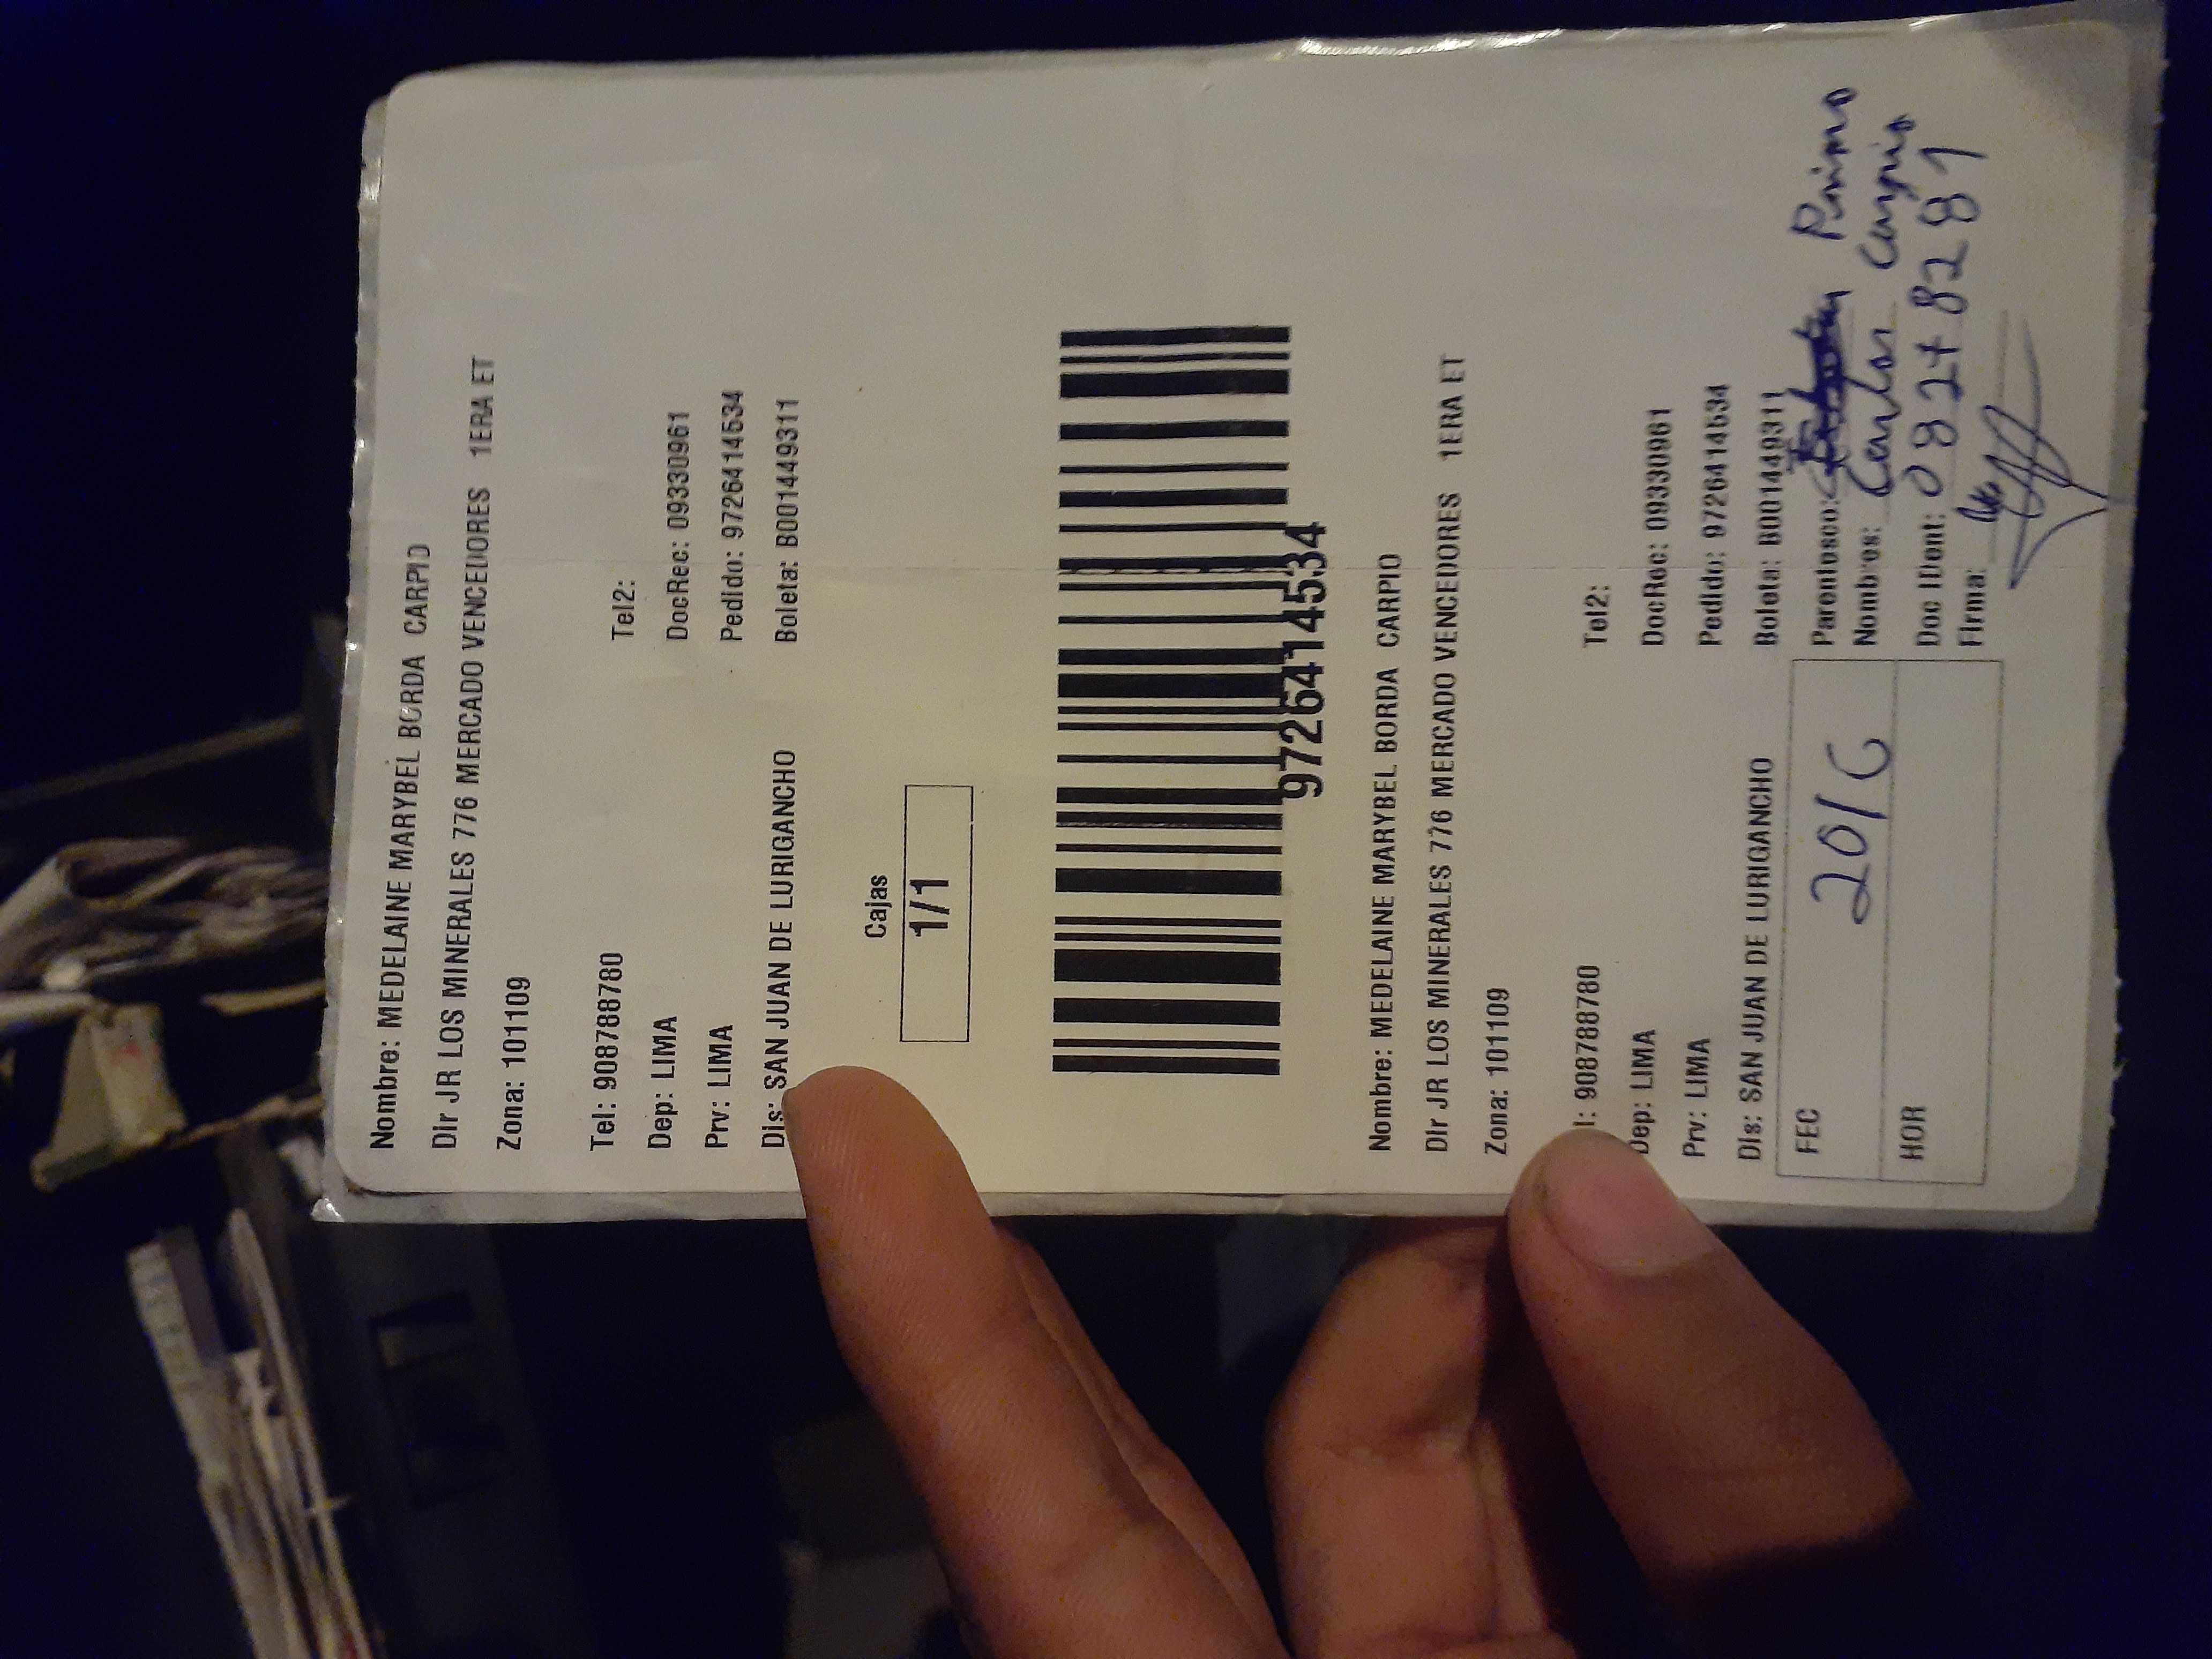 Nombre: MEDELAINE MARYBEL BORDA CARPIO
Dir JR LOS MINERALES 776 MERCADO VENCEDORES 1ERA ET
Zona: 101109
Tel: 908788780 Tel2:
Dep: LIMA DocRec: 09330961
Prv: LIMA Pedido: 9726414534
Dis: SAN JUAN DE LURIGANCHO Boleta: B001449311
Cajas
1/1
9726414534
Nombre: MEDELAINE MARYBEL BORDA CARPIO
Dir JR LOS MINERALES 776 MERCADO VENCEDORES 1ERA ET
Zona: 101109
l: 908788780 Tel2:
Dep: LIMA DocRec: 09330961
Prv: LIMA Pedido: 9726414534
Dis: SAN JUAN DE LURIGANCHO Boleta: B001449311
FEC 2016 Parentesco: Primo
Nombres: Carlos Carpio
HOR Doc IDent:
Firma: